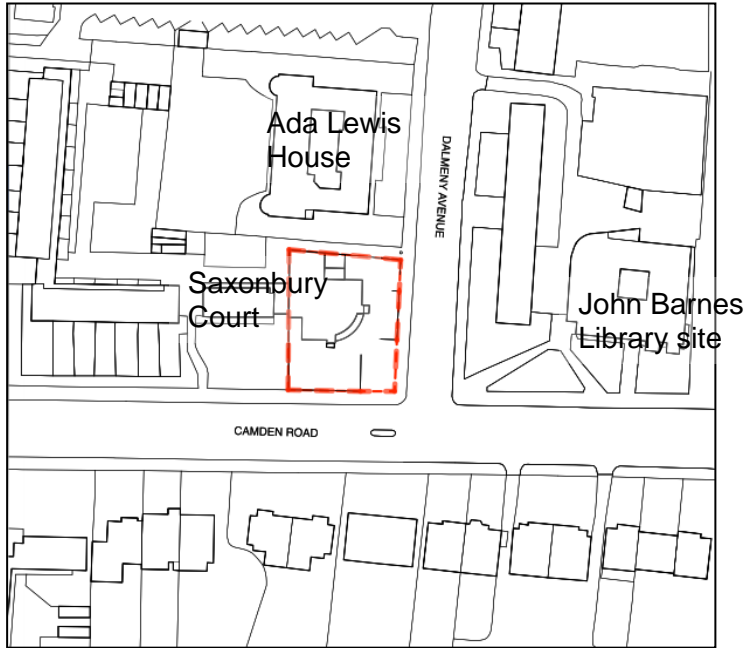 Ada Lewis
House
DALMENY AVENUE
Saxonbury
Court
John Barnes
Library site
CAMDEN ROAD